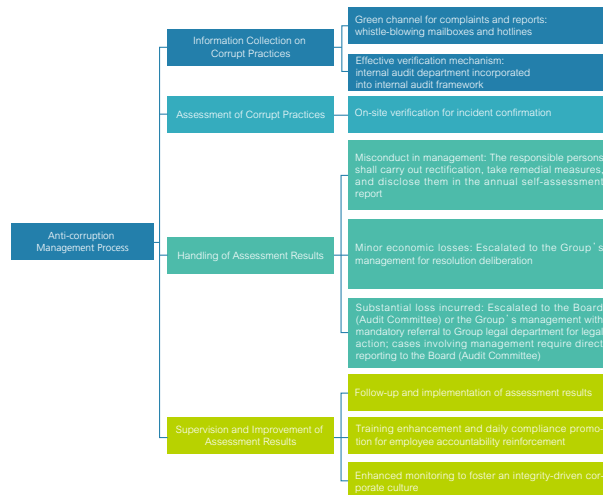 Anti-corruption
Management Process
Information Collection on
Corrupt Practices
Green channel for complaints and reports:
whistle-blowing mailboxes and hotlines
Effective verification mechanism:
internal audit department incorporated
into internal audit framework
Assessment of Corrupt Practices
On-site verification for incident confirmation
Handling of Assessment Results
Misconduct in management: The responsible persons
shall carry out rectification, take remedial measures,
and disclose them in the annual self-assessment
report
Minor economic losses: Escalated to the Group`s
management for resolution deliberation
Substantial loss incurred: Escalated to the Board
(Audit Committee) or the Group`s management with
mandatory referral to Group legal department for legal
action; cases involving management require direct
reporting to the Board (Audit Committee)
Supervision and Improvement of
Assessment Results
Follow-up and implementation of assessment results
Training enhancement and daily compliance promo-
tion for employee accountability reinforcement
Enhanced monitoring to foster an integrity-driven cor-
porate culture